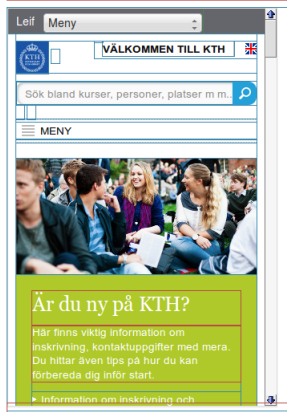 Leif Meny
KTH
VÄLKOMMEN TILL KTH
Sök bland kurser, personer, platser m m..
MENY
Är du ny på KTH?
Här finns viktig information om
inskrivning, kontaktuppgifter med mera.
Du hittar även tips på hur du kan
förbereda dig inför start.
Information om inskrivning och